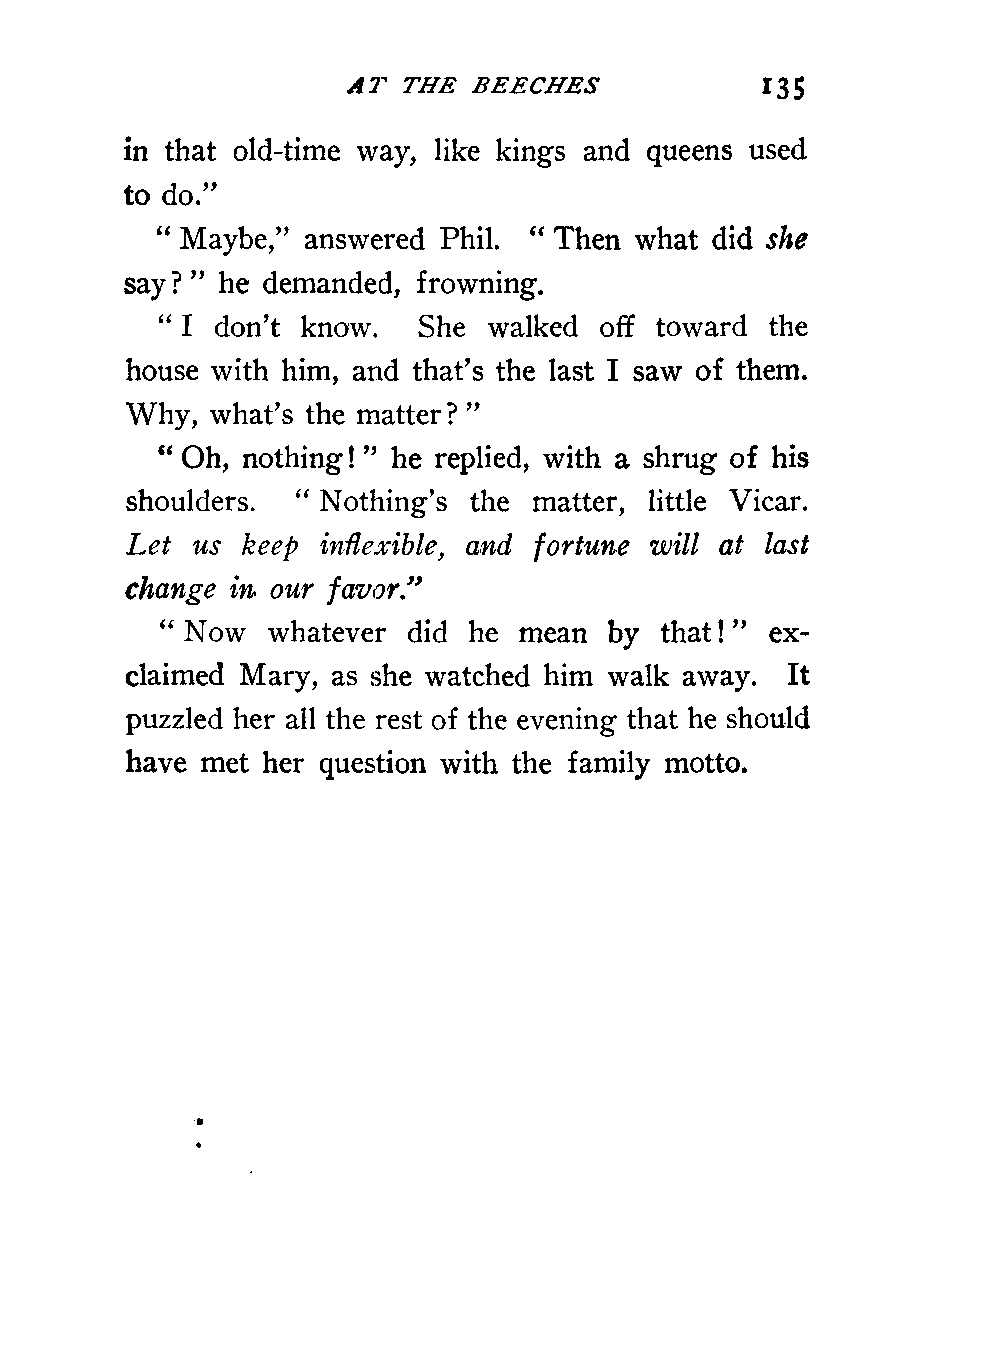 AT THE BEECHES 135
in that old-time way, like kings and queens used
to do.”
“ Maybe,” answered Phil. “ Then what did she
say? ” he demanded, frowning.
“ I don’t know. She walked off toward the
house with him, and that’s the last I saw of them.
Why, what’s the matter? ”
“ Oh, nothing! ” he replied, with a shrug of his
shoulders. “ Nothing’s the matter, little Vicar.
Let us keep inflexible, and fortune will at last
change in our favor.”
“ Now whatever did he mean by that! ” ex-
claimed Mary, as she watched him walk away. It
puzzled her all the rest of the evening that he should
have met her question with the family motto.